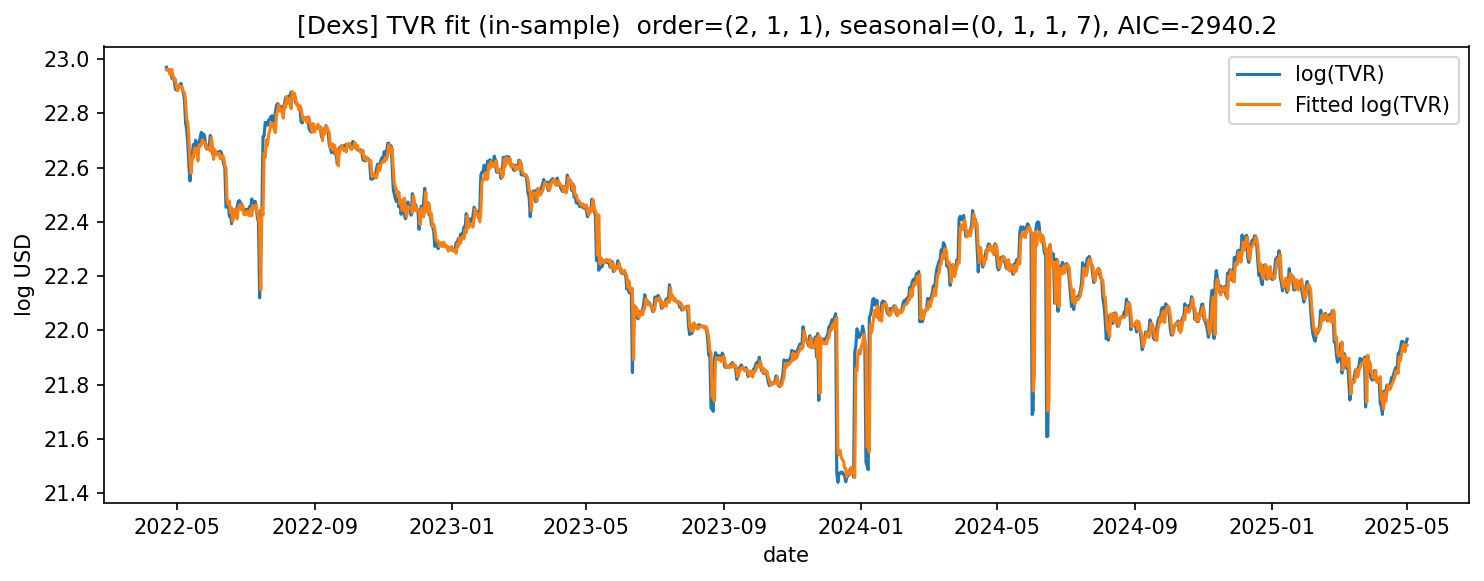 [Dexs] TVR fit (in-sample)  order=(2, 1, 1), seasonal=(0, 1, 1, 7), AIC=-2940.2
log(TVR)
Fitted log(TVR)
log USD
23.0
22.8
22.6
22.4
22.2
22.0
21.8
21.6
21.4
2022-05 2022-09 2023-01 2023-05 2023-09 2024-01 2024-05 2024-09 2025-01 2025-05
date